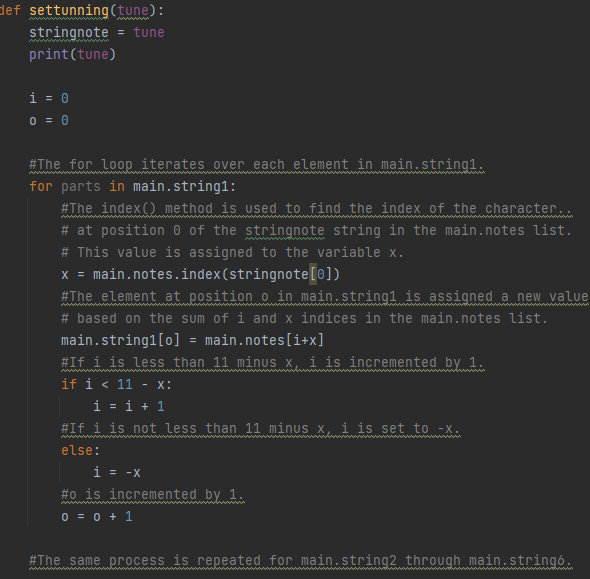 def settunning(tune):
    stringnote = tune
    print(tune)

    i = 0
    o = 0

    #The for loop iterates over each element in main.string1.
    for parts in main.string1:
        #The index() method is used to find the index of the character..
        # at position 0 of the stringnote string in the main.notes list.
        # This value is assigned to the variable x.
        x = main.notes.index(stringnote[0])
        #The element at position o in main.string1 is assigned a new value
        # based on the sum of i and x indices in the main.notes list.
        main.string1[o] = main.notes[i+x]
        #If i is less than 11 minus x, i is incremented by 1.
        if i < 11 - x:
            i = i + 1
        #If i is not less than 11 minus x, i is set to -x.
        else:
            i = -x
        #o is incremented by 1.
        o = o + 1

    #The same process is repeated for main.string2 through main.string6.